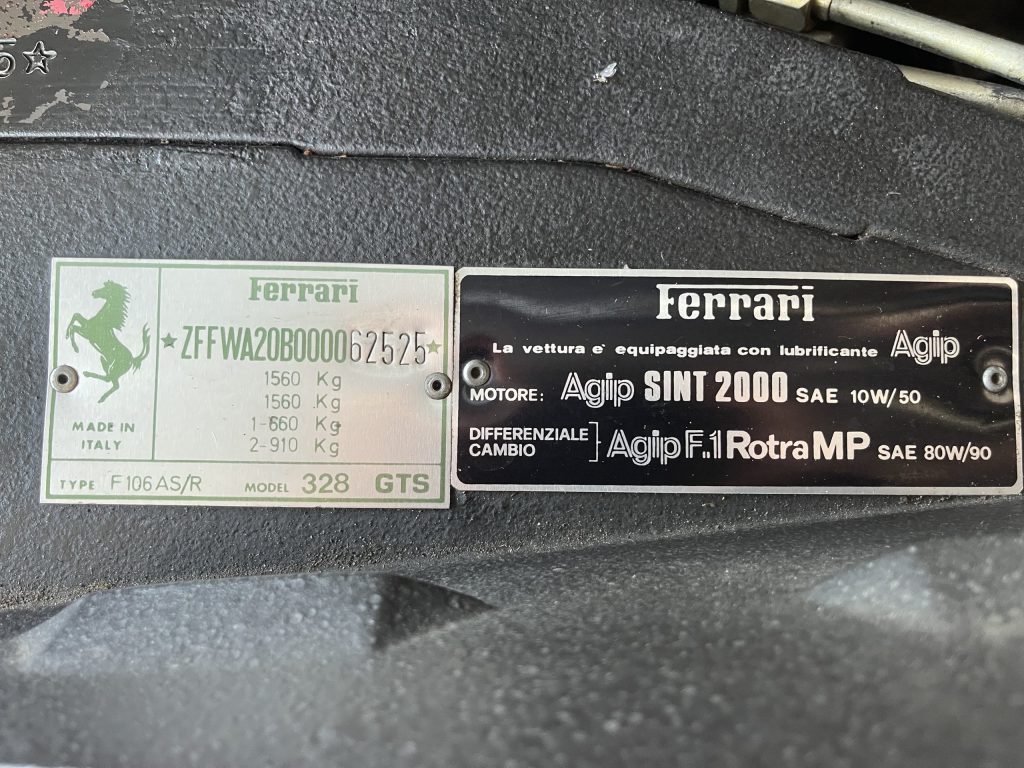 5☆
Ferrari
★ZFFWA20B000062525★
1560 Kg
1560 Kg
1-660 Kg
2-910 Kg
MADE IN
ITALY
TYPE F 106 AS/R MODEL 328 GTS
Ferrari
La vettura e' equipaggiata con lubrificante Agip
MOTORE: Agip SINT 2000 SAE 10W/50
DIFFERENZIALE
CAMBIO
Agip F.1 Rotra MP SAE 80W/90